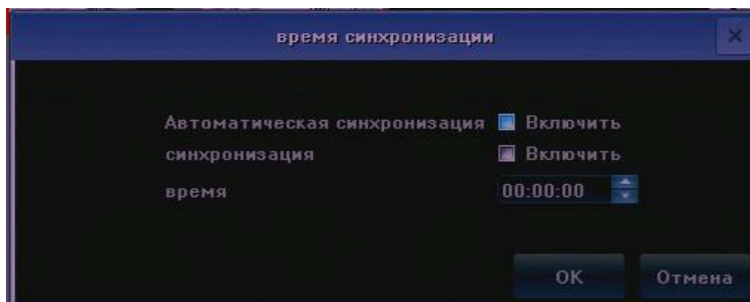 время синхронизации
Автоматическая синхронизация Включить
синхронизация Включить
время 00:00:00
OK Отмена